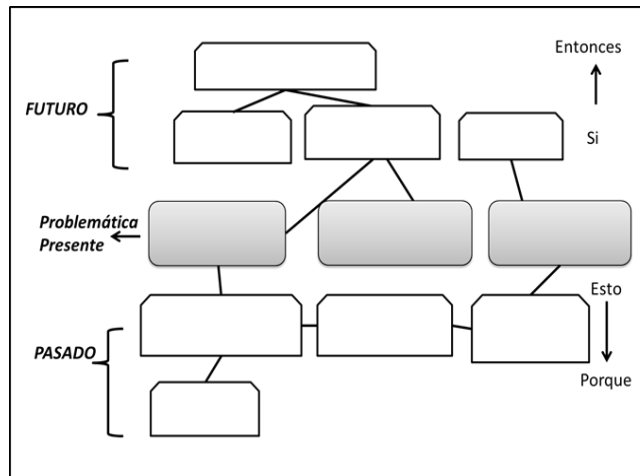 Entonces
FUTURO
Si
Problemática
Presente
Esto
PASADO
Porque